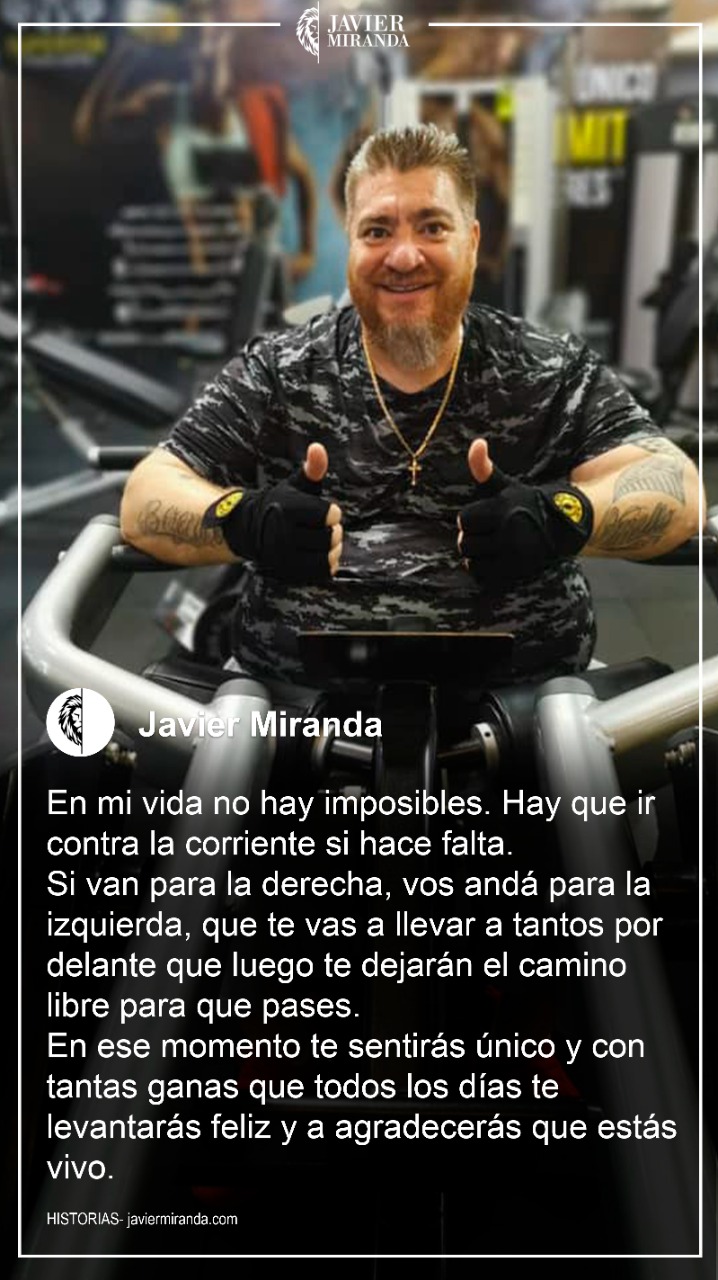 JAVIER
MIRANDA
Javier Miranda
En mi vida no hay imposibles. Hay que ir
contra la corriente si hace falta.
Si van para la derecha, vos andá para la
izquierda, que te vas a llevar a tantos por
delante que luego te dejarán el camino
libre para que pases.
En ese momento te sentirás único y con
tantas ganas que todos los días te
levantarás feliz y a agradecerás que estás
vivo.
HISTORIAS- javiermiranda.com